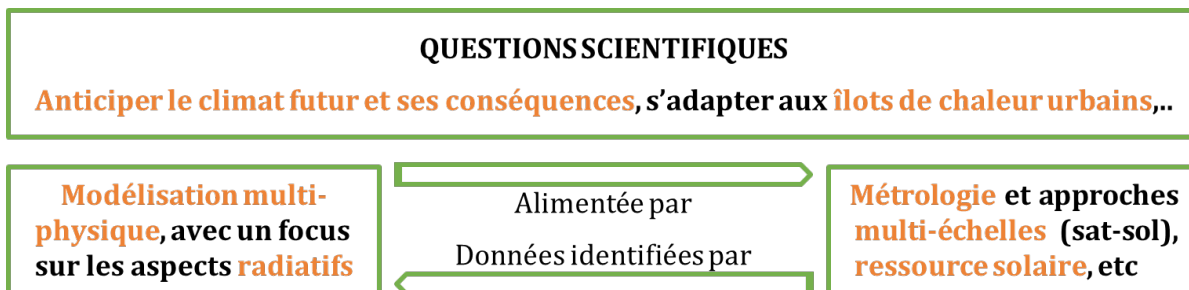 QUESTIONS SCIENTIFIQUES
Anticiper le climat futur et ses conséquences, s’adapter aux îlots de chaleur urbains,..
Modélisation multi-
physique, avec un focus
sur les aspects radiatifs
Alimentée par
Données identifiées par
Métrologie et approches
multi-échelles (sat-sol),
ressource solaire, etc